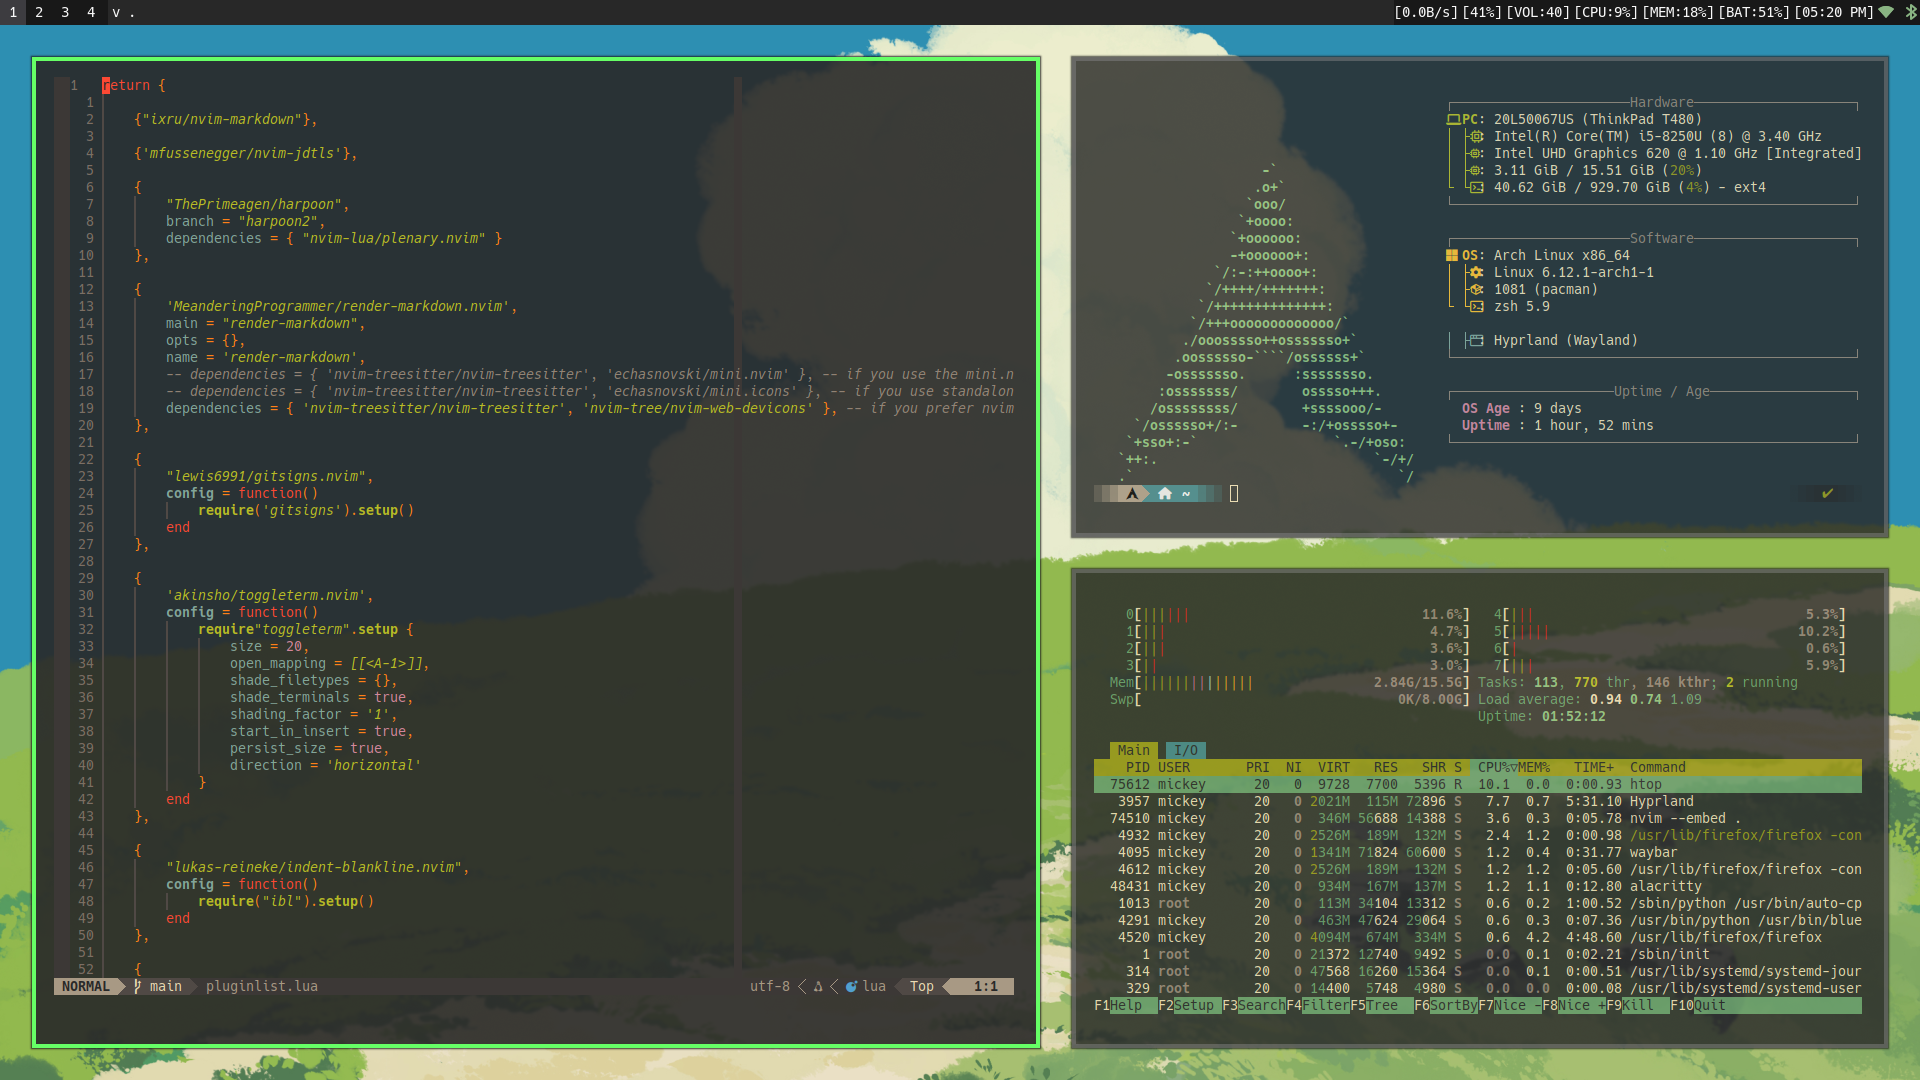 1 2 3 4 v .
[0.0B/s] [41%] [VOL:40] [CPU:9%] [MEM:18%] [BAT:51%] [05:20 PM]
1 return {
1
2 {"ixru/nvim-markdown"},
3
4 {'mfussenegger/nvim-jdtls'},
5
6 {
7 "ThePrimeagen/harpoon",
8 branch = "harpoon2",
9 dependencies = { "nvim-lua/plenary.nvim" }
10 },
11
12 {
13 'MeanderingProgrammer/render-markdown.nvim',
14 main = "render-markdown",
15 opts = {},
16 name = 'render-markdown',
17 -- dependencies = { 'nvim-treesitter/nvim-treesitter', 'echasnovski/mini.nvim' }, -- if you use the mini.n
18 -- dependencies = { 'nvim-treesitter/nvim-treesitter', 'echasnovski/mini.icons' }, -- if you use standalon
19 dependencies = { 'nvim-treesitter/nvim-treesitter', 'nvim-tree/nvim-web-devicons' }, -- if you prefer nvim
20 },
21
22 {
23 "lewis6991/gitsigns.nvim",
24 config = function()
25 require('gitsigns').setup()
26 end
27 },
28
29 {
30 'akinsho/toggleterm.nvim',
31 config = function()
32 require"toggleterm".setup {
33 size = 20,
34 open_mapping = [[<A-1>]],
35 shade_filetypes = {},
36 shade_terminals = true,
37 shading_factor = '1',
38 start_in_insert = true,
39 persist_size = true,
40 direction = 'horizontal'
41 }
42 end
43 },
44
45 {
46 "lukas-reineke/indent-blankline.nvim",
47 config = function()
48 require("ibl").setup()
49 end
50 },
51
52 {
NORMAL main pluginlist.lua utf-8 lua Top 1:1
Hardware
PC: 20L50067US (ThinkPad T480)
: Intel(R) Core(TM) i5-8250U (8) @ 3.40 GHz
: Intel UHD Graphics 620 @ 1.10 GHz [Integrated]
: 3.11 GiB / 15.51 GiB (20%)
40.62 GiB / 929.70 GiB (4%) - ext4
Software
OS: Arch Linux x86_64
Linux 6.12.1-arch1-1
1081 (pacman)
zsh 5.9
Hyprland (Wayland)
Uptime / Age
OS Age : 9 days
Uptime : 1 hour, 52 mins
-`
.o+`
`ooo/
`+oooo:
`+oooooo:
-+oooooo+:
`/:-:++oooo+:
`/++++/+++++++:
`/++++++++++++++:
`/+++ooooooooooooo/`
./ooosssso++osssssso+`
.oossssso-````/ossssss+`
-osssssso. :ssssssso.
:osssssss/ osssso+++.
/ossssssss/ +ssssooo/-
`/ossssso+/:- -:/+osssso+-
`+sso+:-` `.-/+oso:
`++:. `-/+/
.` `/
~
0[|||||| 11.6%]
1[||| 4.7%]
2[||| 3.6%]
3[|| 3.0%]
4[||| 5.3%]
5[||||| 10.2%]
6[| 0.6%]
7[||| 5.9%]
Mem[|||||||||||||| 2.84G/15.5G]
Swp[ 0K/8.00G]
Tasks: 113, 770 thr, 146 kthr; 2 running
Load average: 0.94 0.74 1.09
Uptime: 01:52:12
Main I/O
PID USER PRI NI VIRT RES SHR S CPU%▽MEM% TIME+ Command
75612 mickey 20 0 9728 7700 5396 R 10.1 0.0 0:00.93 htop
3957 mickey 20 0 2021M 115M 72896 S 7.7 0.7 5:31.10 Hyprland
74510 mickey 20 0 346M 56688 14388 S 3.6 0.3 0:05.78 nvim --embed .
4932 mickey 20 0 2526M 189M 132M S 2.4 1.2 0:00.98 /usr/lib/firefox/firefox -con
4095 mickey 20 0 1341M 71824 60600 S 1.2 0.4 0:31.77 waybar
4612 mickey 20 0 2526M 189M 132M S 1.2 1.2 0:05.60 /usr/lib/firefox/firefox -con
48431 mickey 20 0 934M 167M 137M S 1.2 1.1 0:12.80 alacritty
1013 root 20 0 113M 34104 13312 S 0.6 0.2 1:00.52 /sbin/python /usr/bin/auto-cp
4291 mickey 20 0 463M 47624 29064 S 0.6 0.3 0:07.36 /usr/bin/python /usr/bin/blue
4520 mickey 20 0 4094M 674M 334M S 0.6 4.2 4:48.60 /usr/lib/firefox/firefox
1 root 20 0 21372 12740 9492 S 0.0 0.1 0:02.21 /sbin/init
314 root 20 0 47568 16260 15364 S 0.0 0.1 0:00.51 /usr/lib/systemd/systemd-jour
329 root 20 0 14400 5748 4980 S 0.0 0.0 0:00.08 /usr/lib/systemd/systemd-user
F1Help F2Setup F3SearchF4FilterF5Tree F6SortByF7Nice -F8Nice +F9Kill F10Quit